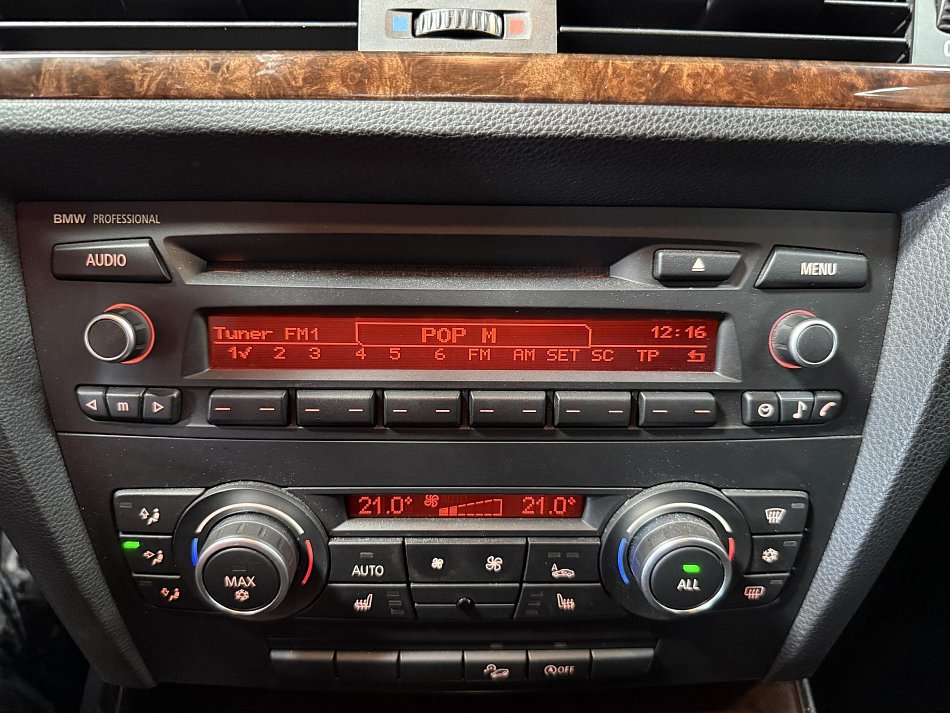 BMW PROFESSIONAL
AUDIO
MENU
Tuner FM1
POP M
12:16
1 2 3 4 5 6 FM AM SET SC TP
m
21.0°
AUTO
21.0°
AUTO
A
MAX
ALL
A OFF